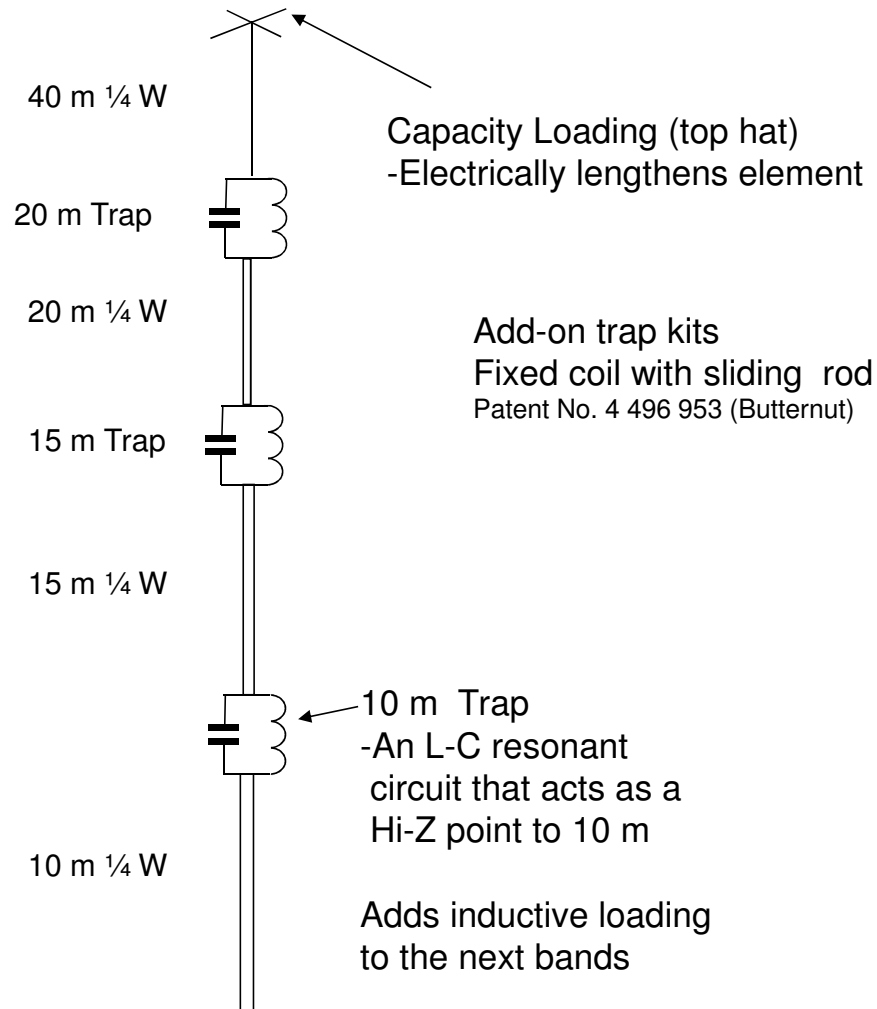 40 m ¼ W
Capacity Loading (top hat)
-Electrically lengthens element
20 m Trap
20 m ¼ W
Add-on trap kits
Fixed coil with sliding  rod
Patent No. 4 496 953 (Butternut)
15 m Trap
15 m ¼ W
10 m  Trap
-An L-C resonant
circuit that acts as a
Hi-Z point to 10 m
10 m ¼ W
Adds inductive loading
to the next bands